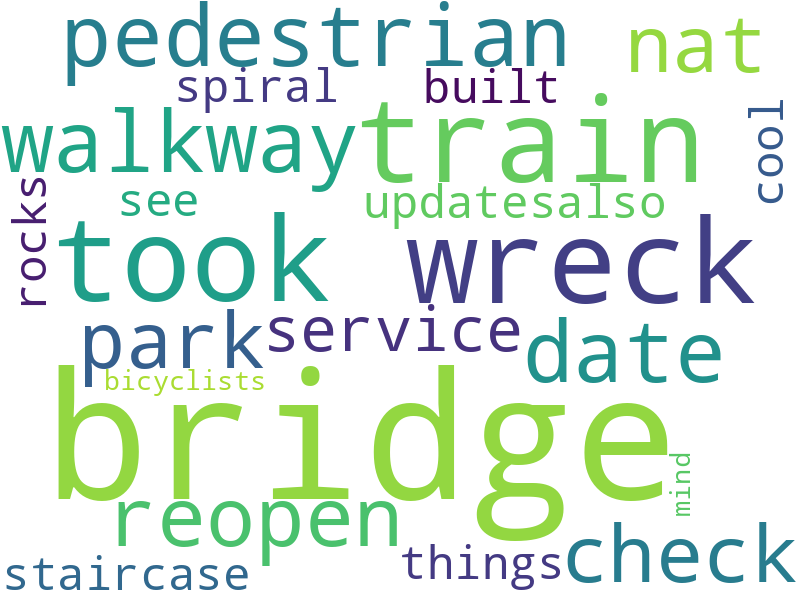 pedestrian nat
spiral built
walkway train cool
rocks see updatesalso
took wreck
park service date
bicyclists
bridge
mind
reopen
staircase things check